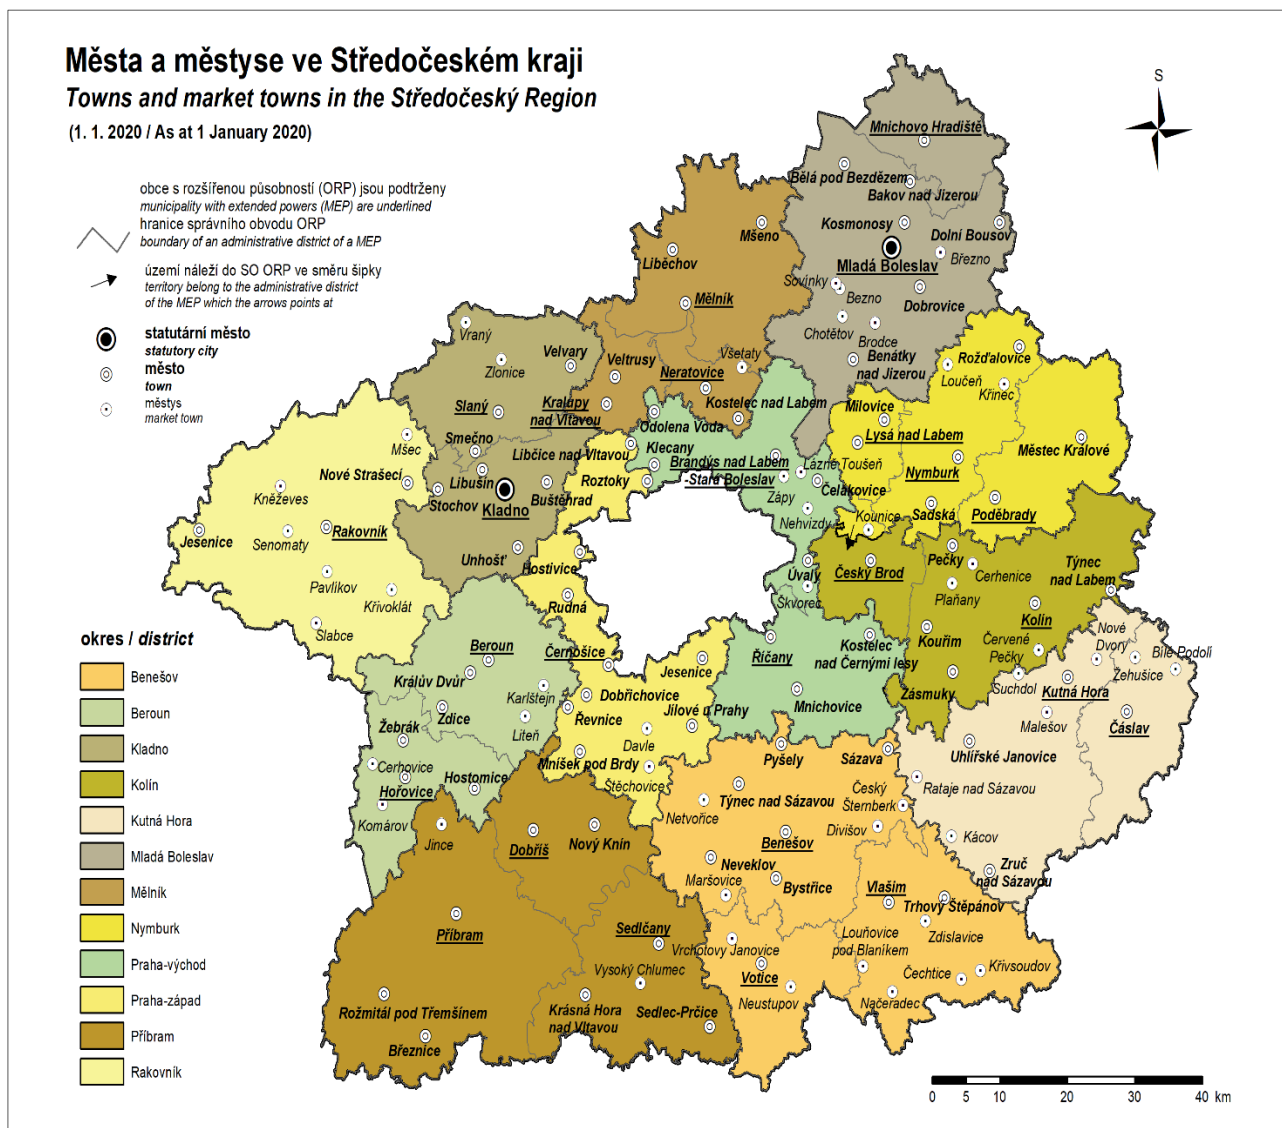 Města a městyse ve Středočeském kraji
Towns and market towns in the Středočeský Region
(1. 1. 2020 / As at 1 January 2020)
S
obce s rozšířenou působností (ORP) jsou podtrženy
municipality with extended powers (MEP) are underlined
hranice správního obvodu ORP
boundary of an administrative district of a MEP
území náleží do SO ORP ve směru šipky
territory belong to the administrative district
of the MEP which the arrows points at
statutární město
statutory city
město
town
městys
market town
Mnichovo Hradiště
Bělá pod Bezdězem
Bakov nad Jizerou
Kosmonosy
Dolní Bousov
Mladá Boleslav
Březno
Sovínky
Bezno
Dobrovice
Chotětov
Brodce
Benátky
nad Jizerou
Mšeno
Liběchov
Mělník
Vraný
Zlonice
Velvary
Veltrusy
Všetaty
Neratovice
Slaný
Kralupy
nad Vltavou
Kostelec nad Labem
Odolena Voda
Rožďalovice
Loučeň
Křinec
Milovice
Lysá nad Labem
Městec Králové
Nymburk
Mšec
Smečno
Libčice nad Vltavou
Klecany
Brandýs nad Labem
-Stará Boleslav
Lázně Toušeň
Nové Strašecí
Libušín
Buštěhrad
Roztoky
Zápy
Čelákovice
Kněževes
Stochov
Kladno
Nehvizdy
Kounice
Sadská
Poděbrady
Jesenice
Senomaty
Rakovník
Unhošť
Hostivice
Úvaly
Český Brod
Pečky
Cerhenice
Týnec
nad Labem
Pavlíkov
Křivoklát
Rudná
Škvorec
Plaňany
Kolín
Slabce
Beroun
Černošice
Říčany
Kostelec
nad Černými lesy
Kouřim
Červené
Pečky
Nové
Dvory
Bílé Podolí
Žehušice
Králův Dvůr
Karlštejn
Dobřichovice
Jesenice
Mnichovice
Zásmuky
Suchdol
Kutná Hora
Žebrák
Zdice
Liteň
Řevnice
Jílové u Prahy
Malešov
Čáslav
Cerhovice
Hořovice
Hostomice
Mníšek pod Brdy
Davle
Štěchovice
Pyšely
Sázava
Uhlířské Janovice
Komárov
Jince
Dobříš
Nový Knín
Týnec nad Sázavou
Netvořice
Český
Šternberk
Rataje nad Sázavou
Divišov
Benešov
Kácov
Neveklov
Maršovice
Bystřice
Vlašim
Trhový Štěpánov
Zruč
nad Sázavou
Příbram
Sedlčany
Vrchotovy Janovice
Louňovice
pod Blaníkem
Zdislavice
Vysoký Chlumec
Votice
Neustupov
Čechtice
Křivsoudov
Načeradec
Rožmitál pod Třemšínem
Březnice
Krásná Hora
nad Vltavou
Sedlec-Prčice
okres / district
Benešov
Beroun
Kladno
Kolín
Kutná Hora
Mladá Boleslav
Mělník
Nymburk
Praha-východ
Praha-západ
Příbram
Rakovník
0 5 10 20 30 40 km